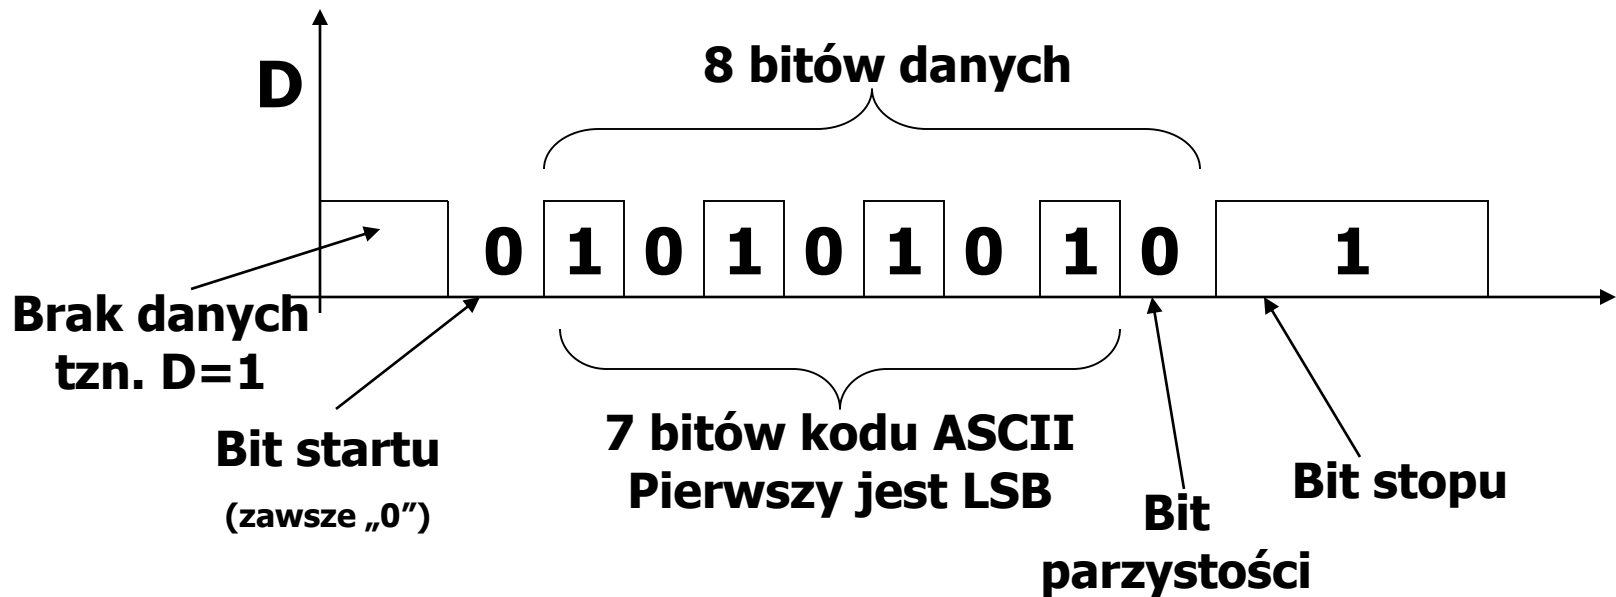 D
8 bitów danych
0 1 0 1 0 1 0 1 0 1
Brak danych
tzn. D=1
Bit startu
(zawsze „0”)
7 bitów kodu ASCII
Pierwszy jest LSB
Bit
parzystości
Bit stopu